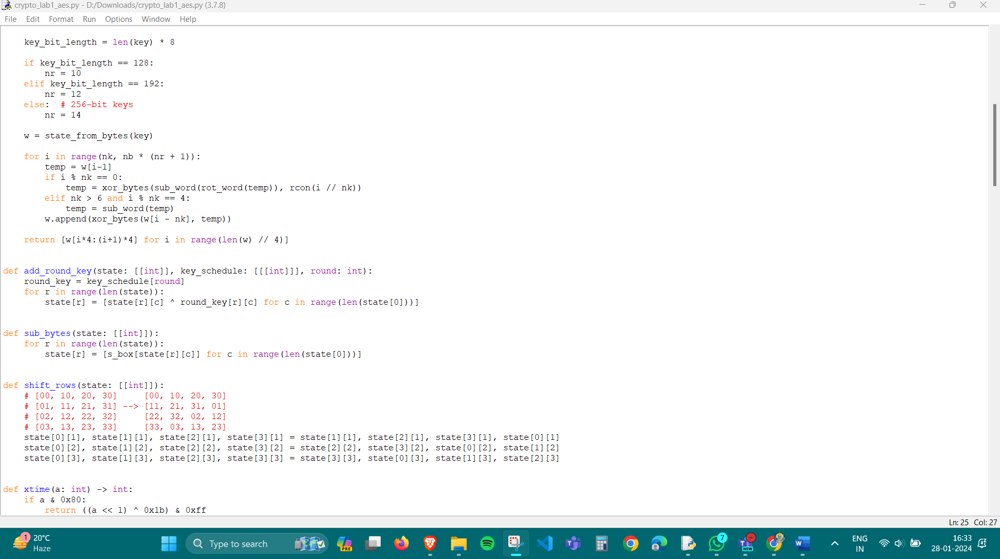 crypto_lab1_aes.py - D:/Downloads/crypto_lab1_aes.py (3.7.8)
File Edit Format Run Options Window Help
    key_bit_length = len(key) * 8

    if key_bit_length == 128:
        nr = 10
    elif key_bit_length == 192:
        nr = 12
    else:  # 256-bit keys
        nr = 14

    w = state_from_bytes(key)

    for i in range(nk, nb * (nr + 1)):
        temp = w[i-1]
        if i % nk == 0:
            temp = xor_bytes(sub_word(rot_word(temp)), rcon(i // nk))
        elif nk > 6 and i % nk == 4:
            temp = sub_word(temp)
        w.append(xor_bytes(w[i - nk], temp))

    return [w[i*4:(i+1)*4] for i in range(len(w) // 4)]


def add_round_key(state: [[int]], key_schedule: [[[int]]], round: int):
    round_key = key_schedule[round]
    for r in range(len(state)):
        state[r] = [state[r][c] ^ round_key[r][c] for c in range(len(state[0]))]


def sub_bytes(state: [[int]]):
    for r in range(len(state)):
        state[r] = [s_box[state[r][c]] for c in range(len(state[0]))]


def shift_rows(state: [[int]]):
    # [00, 10, 20, 30]     [00, 10, 20, 30]
    # [01, 11, 21, 31] --> [11, 21, 31, 01]
    # [02, 12, 22, 32]     [22, 32, 02, 12]
    # [03, 13, 23, 33]     [33, 03, 13, 23]
    state[0][1], state[1][1], state[2][1], state[3][1] = state[1][1], state[2][1], state[3][1], state[0][1]
    state[0][2], state[1][2], state[2][2], state[3][2] = state[2][2], state[3][2], state[0][2], state[1][2]
    state[0][3], state[1][3], state[2][3], state[3][3] = state[3][3], state[0][3], state[1][3], state[2][3]


def xtime(a: int) -> int:
    if a & 0x80:
        return ((a << 1) ^ 0x1b) & 0xff
Ln: 25 Col: 27
1
20°C
Haze
Type to search
PRE
7
NEW
W
ENG
IN
16:33
28-01-2024